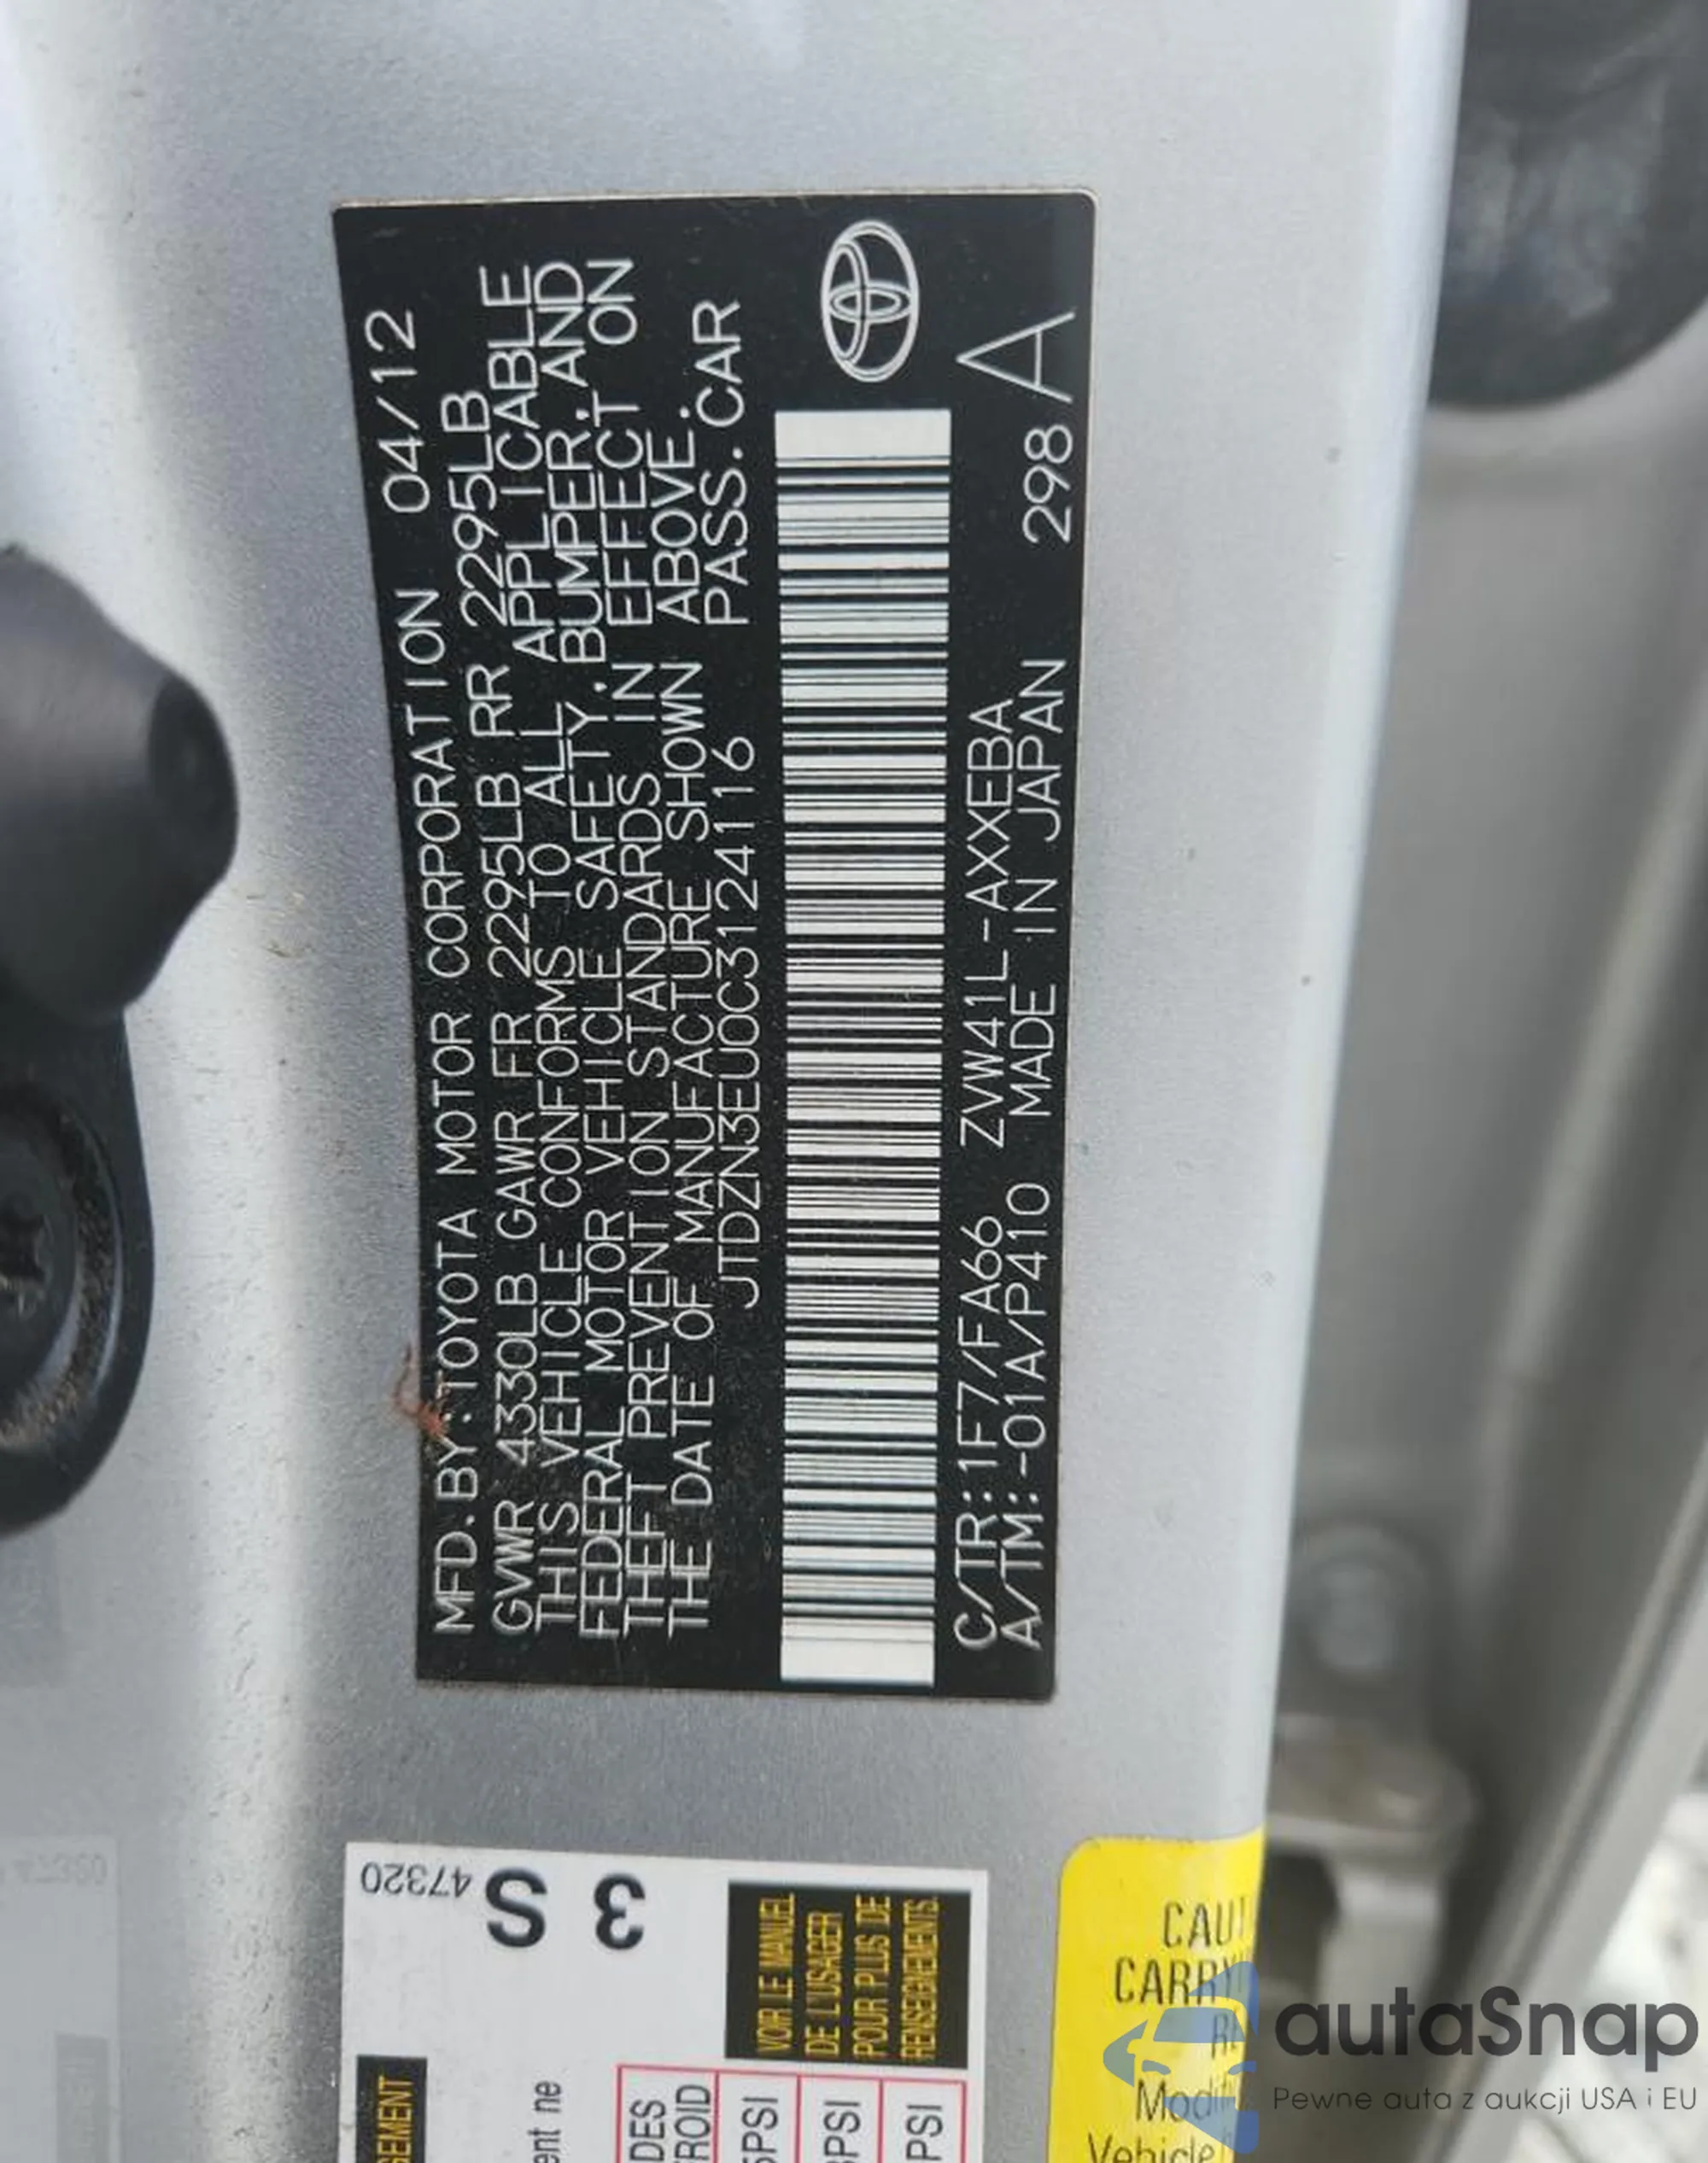 MFD.BY:TOYOTA MOTOR CORPORATION 04/12
GVWR 4330LB GAWR FR 2295LB RR 2295LB
THIS VEHICLE CONFORMS TO ALL APPLICABLE
FEDERAL MOTOR VEHICLE SAFETY,BUMPER,AND
THEFT PREVENTION STANDARDS IN EFFECT ON
THE DATE OF MANUFACTURE SHOWN ABOVE.
JTDZN3EU0C3124116 PASS.CAR
C/TR:1F7/FA66 ZVW41L-AXXEBA
A/TM:-01A/P410 MADE IN JAPAN 298 A
47320
S 3
VOIR LE MANUEL
DE L'USAGER
POUR PLUS DE
RENSEIGNEMENTS.
PSI
autaSnap
Pewne auta z aukcji USA i EU